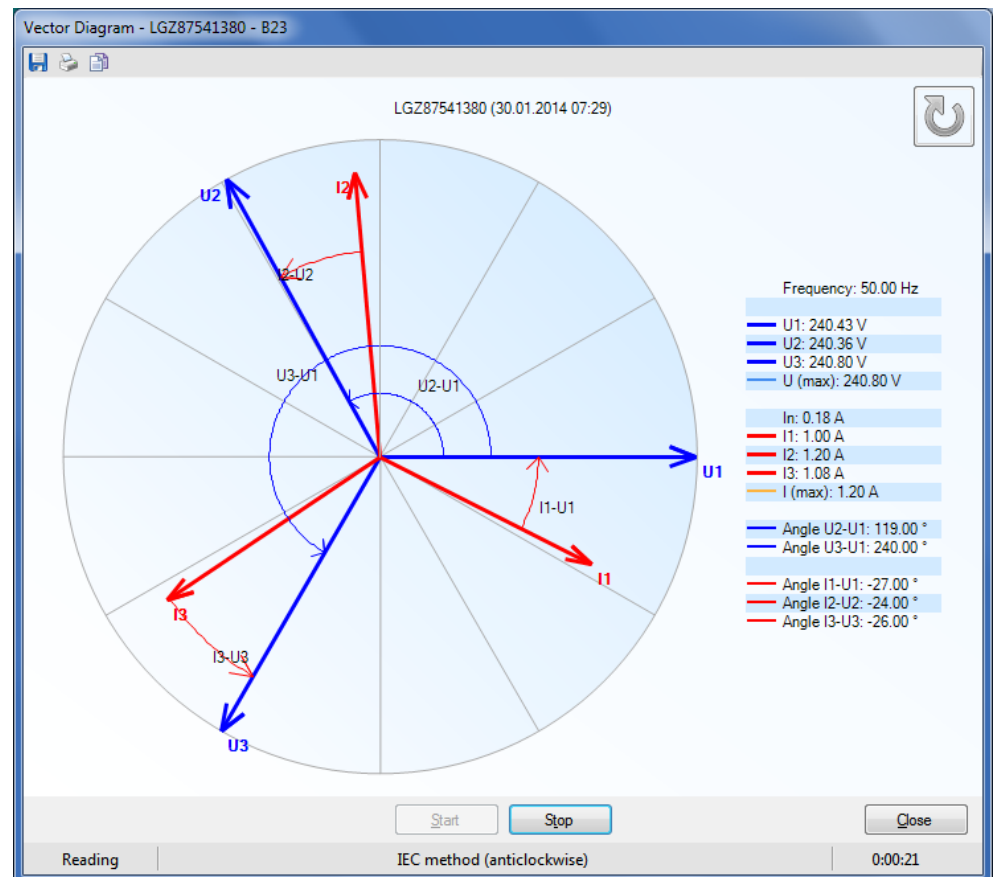 Vector Diagram - LGZ87541380 - B23
LGZ87541380 (30.01.2014 07:29)
U2
I2
I2-U2
U3-U1
U2-U1
U1
I1-U1
I1
I3
I3-U3
U3
Frequency: 50.00 Hz
U1: 240.43 V
U2: 240.36 V
U3: 240.80 V
U (max): 240.80 V
In: 0.18 A
I1: 1.00 A
I2: 1.20 A
I3: 1.08 A
I (max): 1.20 A
Angle U2-U1: 119.00 °
Angle U3-U1: 240.00 °
Angle I1-U1: -27.00 °
Angle I2-U2: -24.00 °
Angle I3-U3: -26.00 °
Start Stop Close
Reading IEC method (anticlockwise) 0:00:21